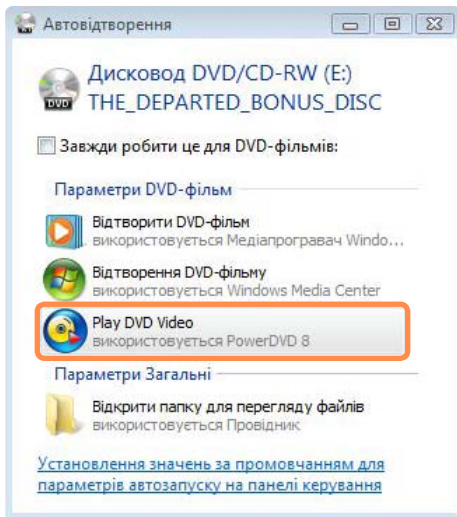 Автовідтворення
Дисковод DVD/CD-RW (E:)
THE_DEPARTED_BONUS_DISC
DVD
Завжди робити це для DVD-фільмів:
Параметри DVD-фільм
Відтворити DVD-фільм
використовується Медіапрогравач Windo...
Відтворення DVD-фільму
використовується Windows Media Center
Play DVD Video
використовується PowerDVD 8
Параметри Загальні
Відкрити папку для перегляду файлів
використовується Провідник
Установлення значень за промовчанням для
параметрів автозапуску на панелі керування